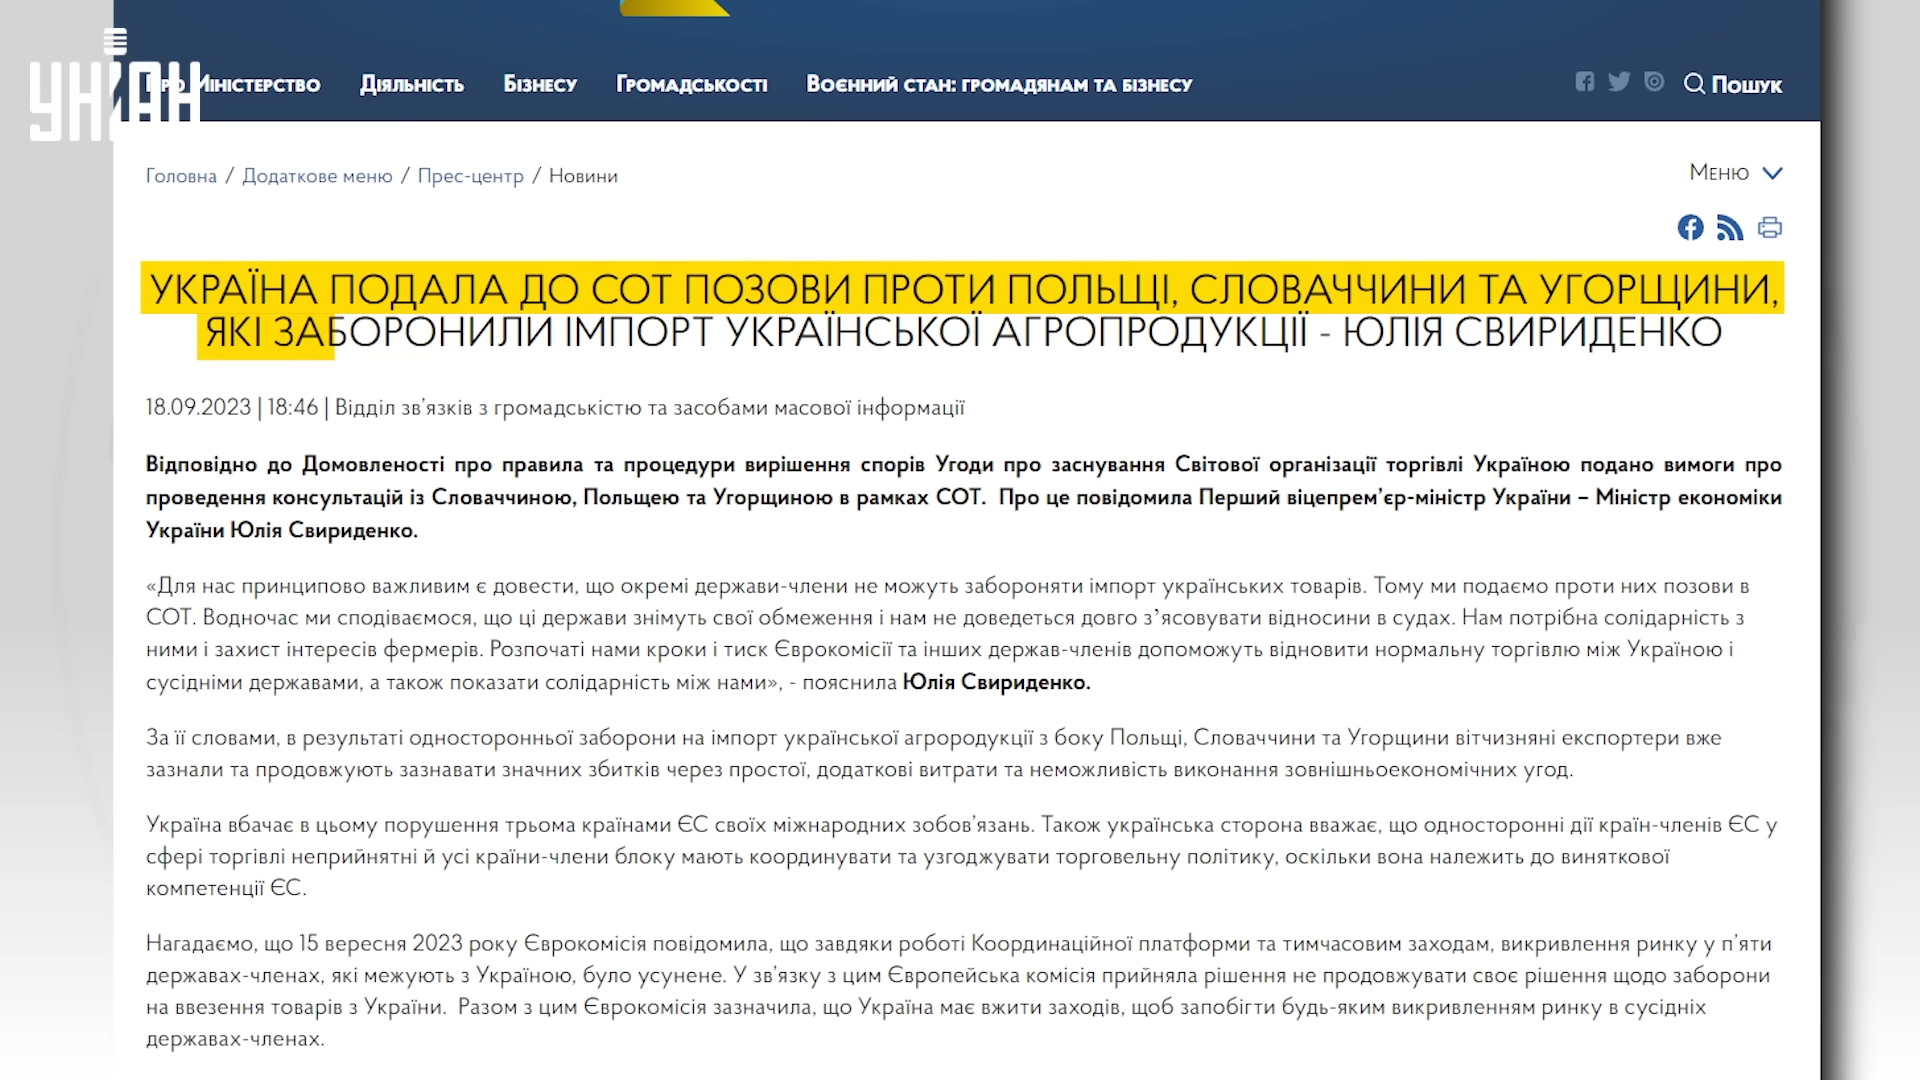 УНІАН
Про Міністерство Діяльність Бізнесу Громадськості Воєнний стан: громадянам та бізнесу Пошук
Головна / Додаткове меню / Прес-центр / Новини
Меню
УКРАЇНА ПОДАЛА ДО СОТ ПОЗОВИ ПРОТИ ПОЛЬЩІ, СЛОВАЧЧИНИ ТА УГОРЩИНИ,
ЯКІ ЗАБОРОНИЛИ ІМПОРТ УКРАЇНСЬКОЇ АГРОПРОДУКЦІЇ - ЮЛІЯ СВИРИДЕНКО
18.09.2023 | 18:46 | Відділ зв’язків з громадськістю та засобами масової інформації
Відповідно до Домовленості про правила та процедури вирішення спорів Угоди про заснування Світової організації торгівлі Україною подано вимоги про
проведення консультацій із Словаччиною, Польщею та Угорщиною в рамках СОТ. Про це повідомила Перший віцепрем’єр-міністр України – Міністр економіки
України Юлія Свириденко.
«Для нас принципово важливим є довести, що окремі держави-члени не можуть забороняти імпорт українських товарів. Тому ми подаємо проти них позови в
СОТ. Водночас ми сподіваємося, що ці держави знімуть свої обмеження і нам не доведеться довго з’ясовувати відносини в судах. Нам потрібна солідарність з
ними і захист інтересів фермерів. Розпочаті нами кроки і тиск Єврокомісії та інших держав-членів допоможуть відновити нормальну торгівлю між Україною і
сусідніми державами, а також показати солідарність між нами», - пояснила Юлія Свириденко.
За її словами, в результаті односторонньої заборони на імпорт української агрородукції з боку Польщі, Словаччини та Угорщини вітчизняні експортери вже
зазнали та продовжують зазнавати значних збитків через простої, додаткові витрати та неможливість виконання зовнішньоекономічних угод.
Україна вбачає в цьому порушення трьома країнами ЄС своїх міжнародних зобов’язань. Також українська сторона вважає, що односторонні дії країн-членів ЄС у
сфері торгівлі неприйнятні й усі країни-члени блоку мають координувати та узгоджувати торговельну політику, оскільки вона належить до виняткової
компетенції ЄС.
Нагадаємо, що 15 вересня 2023 року Єврокомісія повідомила, що завдяки роботі Координаційної платформи та тимчасовим заходам, викривлення ринку у п’яти
державах-членах, які межують з Україною, було усунене. У зв’язку з цим Європейська комісія прийняла рішення не продовжувати своє рішення щодо заборони
на ввезення товарів з України. Разом з цим Єврокомісія зазначила, що Україна має вжити заходів, щоб запобігти будь-яким викривленням ринку в сусідніх
державах-членах.